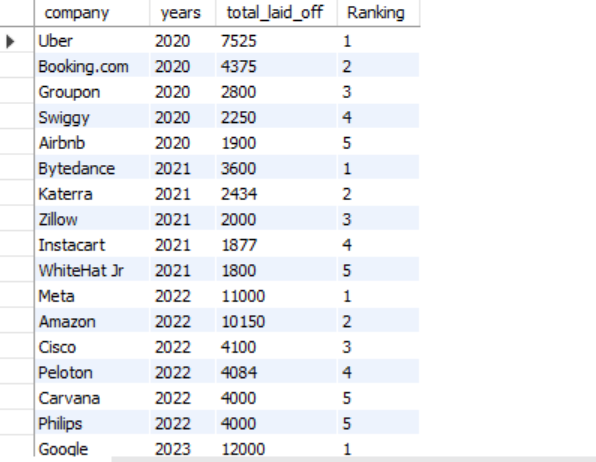 company years total_laid_off Ranking
Uber 2020 7525 1
Booking.com 2020 4375 2
Groupon 2020 2800 3
Swiggy 2020 2250 4
Airbnb 2020 1900 5
Bytedance 2021 3600 1
Katerra 2021 2434 2
Zillow 2021 2000 3
Instacart 2021 1877 4
WhiteHat Jr 2021 1800 5
Meta 2022 11000 1
Amazon 2022 10150 2
Cisco 2022 4100 3
Peloton 2022 4084 4
Carvana 2022 4000 5
Philips 2022 4000 5
Google 2023 12000 1